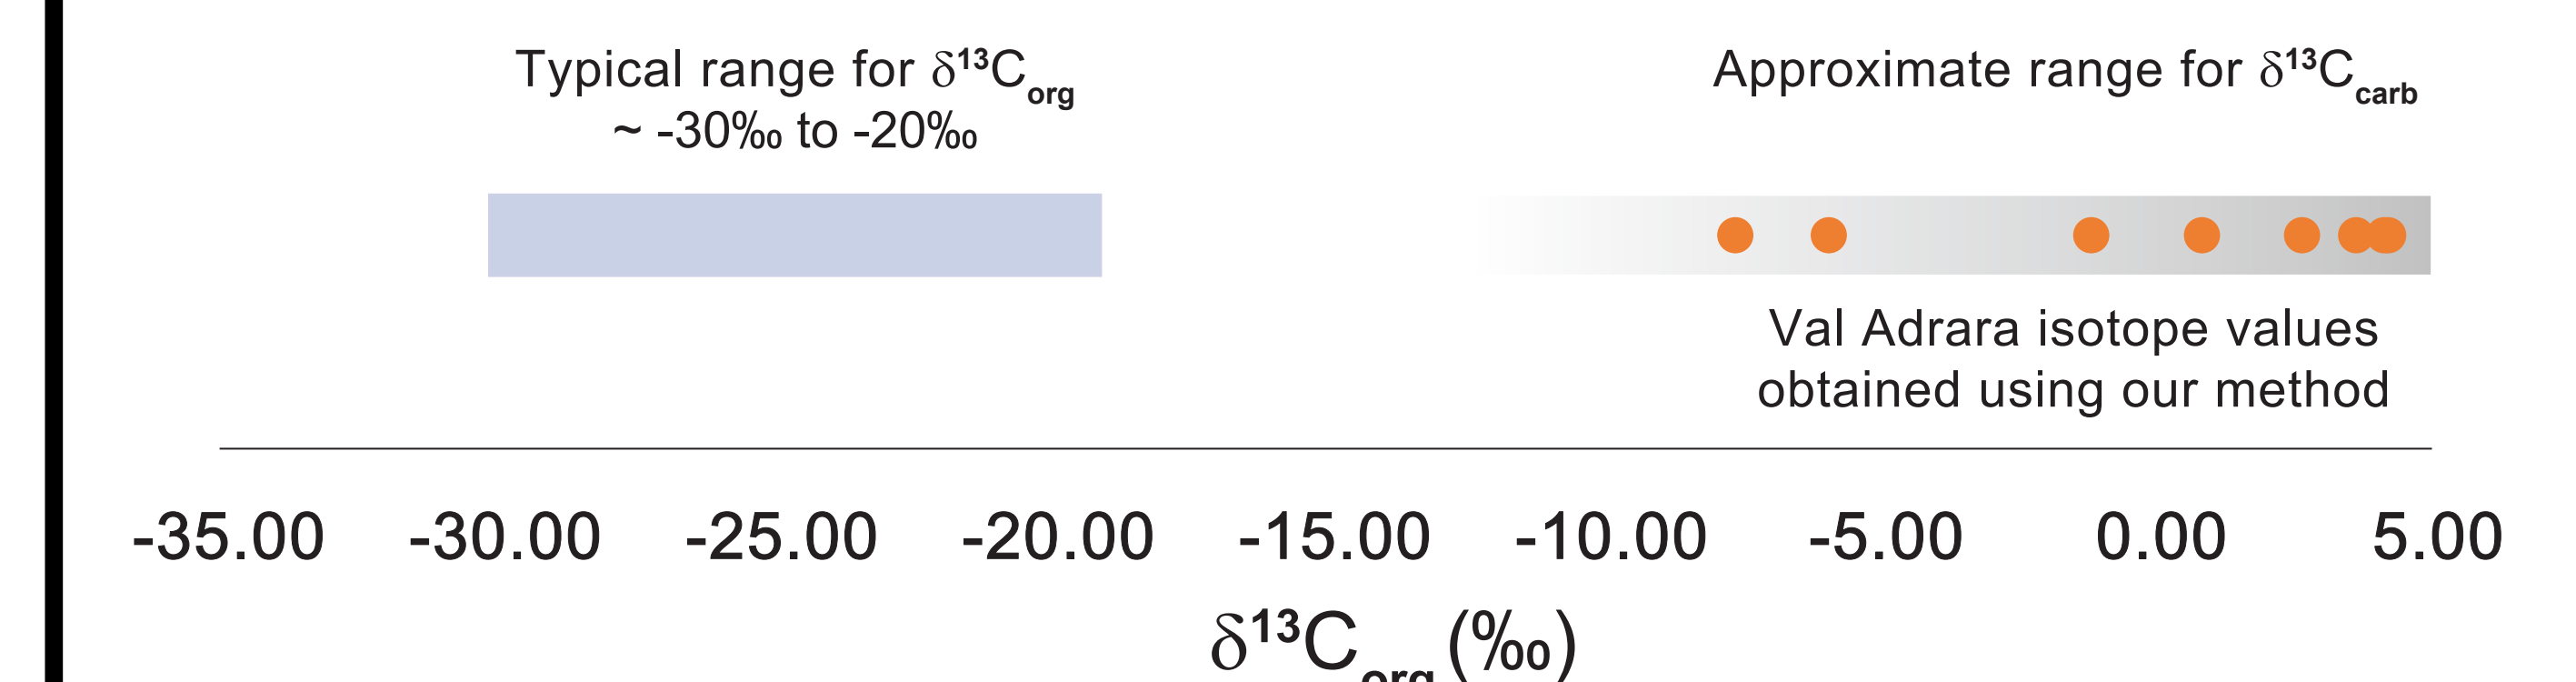 Typical range for δ¹³Corg
~ -30‰ to -20‰
Approximate range for δ¹³Ccarb
Val Adrara isotope values
obtained using our method
-35.00 -30.00 -25.00 -20.00 -15.00 -10.00 -5.00 0.00 5.00
δ¹³Corg (‰)